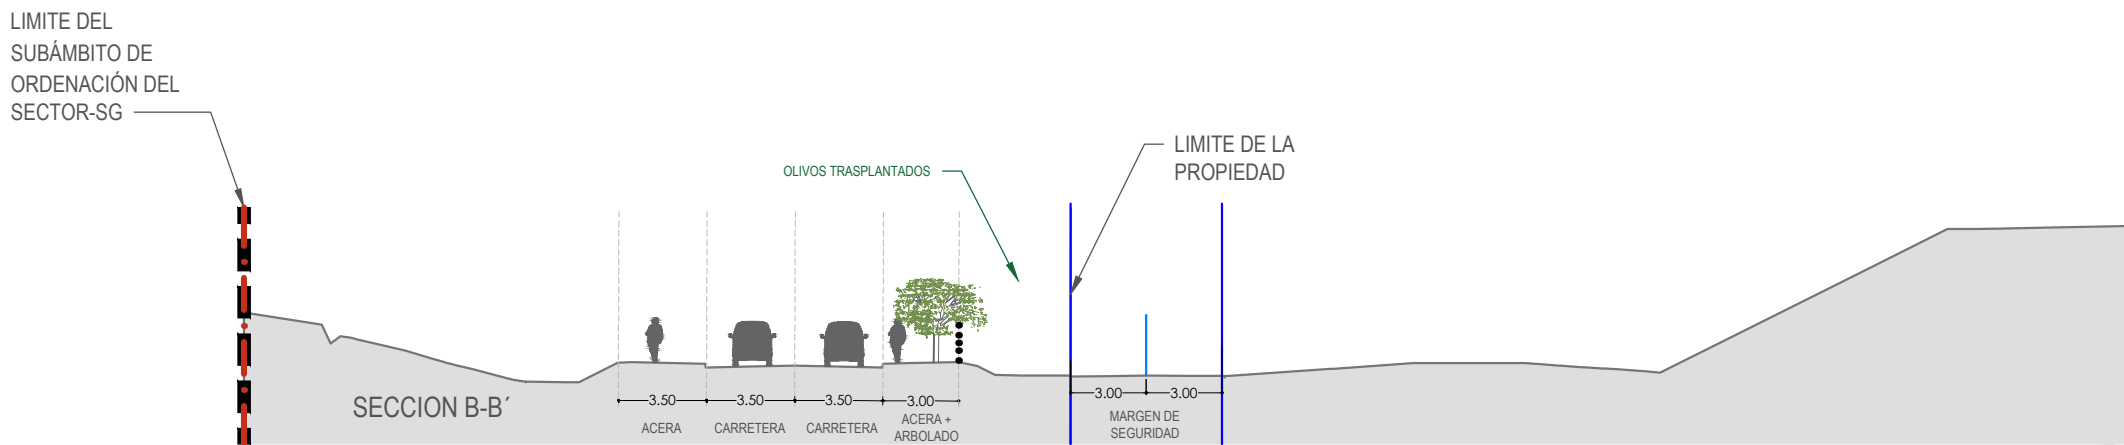 LIMITE DEL
SUBÁMBITO DE
ORDENACIÓN DEL
SECTOR-SG
LIMITE DE LA
PROPIEDAD
OLIVOS TRASPLANTADOS
SECCION B-B´
3.50
3.50
3.50
3.00
3.00
3.00
ACERA
CARRETERA
CARRETERA
ACERA +
ARBOLADO
MARGEN DE
SEGURIDAD